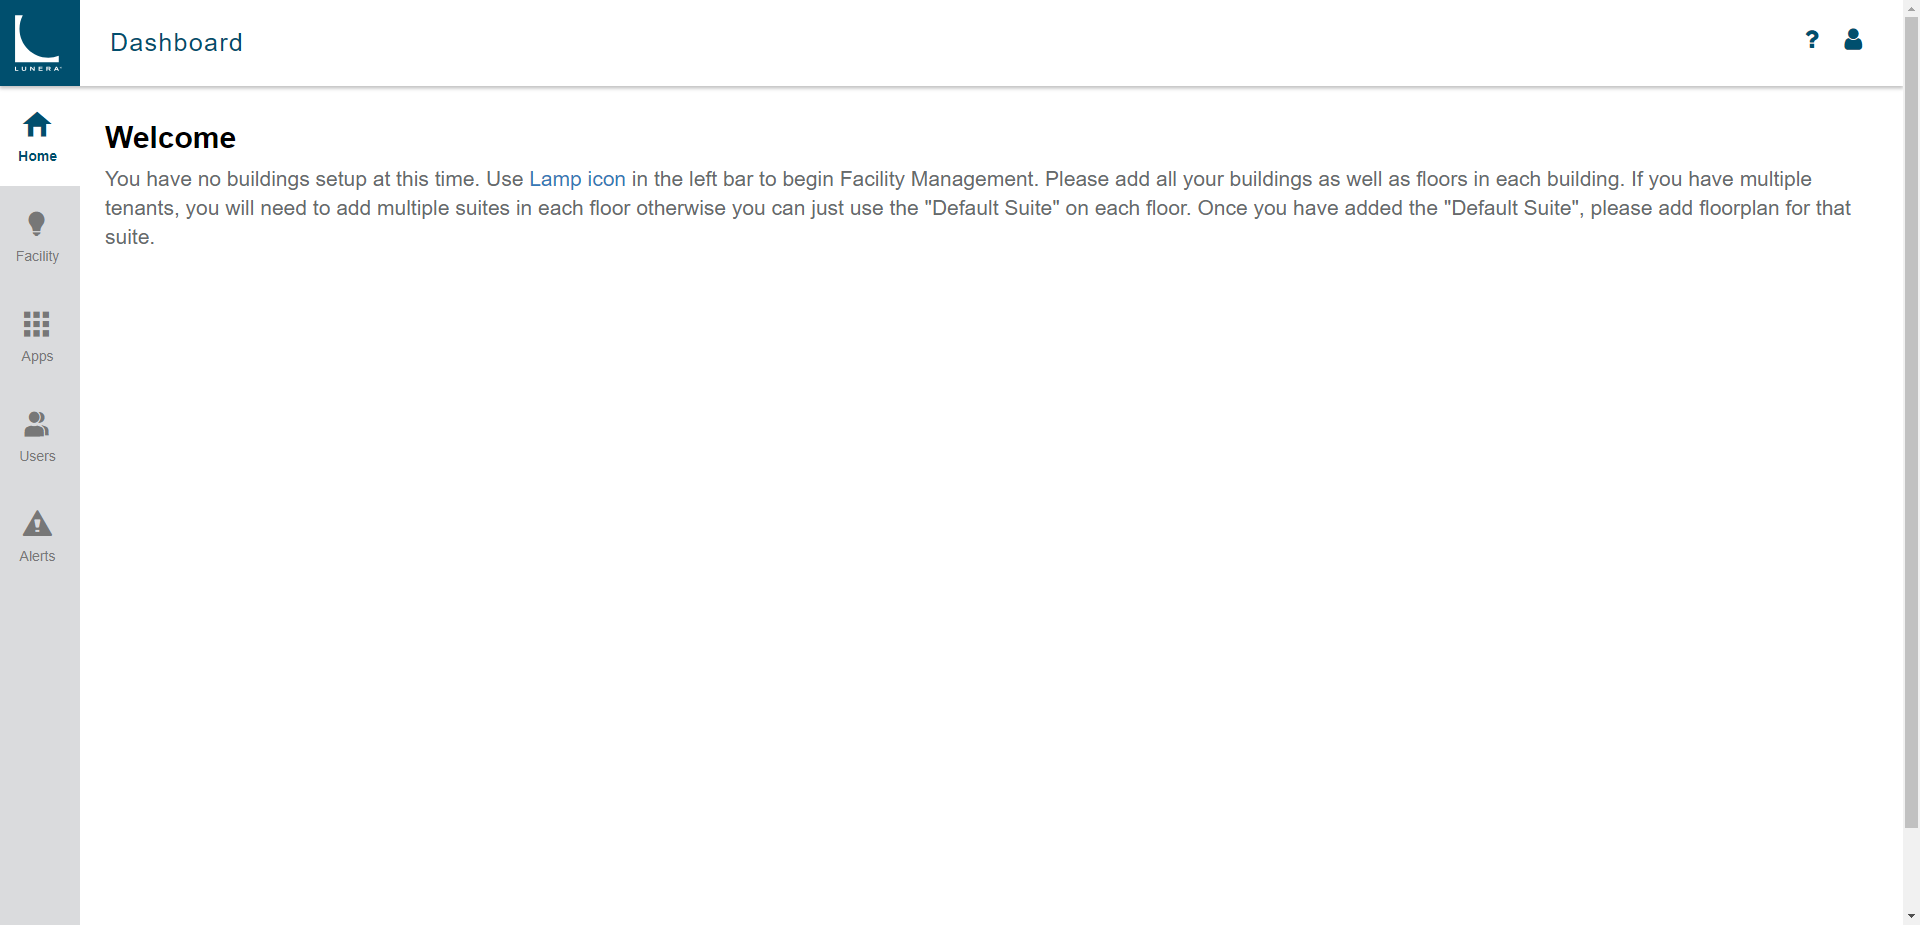 LUNERA
Dashboard
?
Home
Facility
Apps
Users
Alerts
Welcome
You have no buildings setup at this time. Use Lamp icon in the left bar to begin Facility Management. Please add all your buildings as well as floors in each building. If you have multiple
tenants, you will need to add multiple suites in each floor otherwise you can just use the "Default Suite" on each floor. Once you have added the "Default Suite", please add floorplan for that
suite.